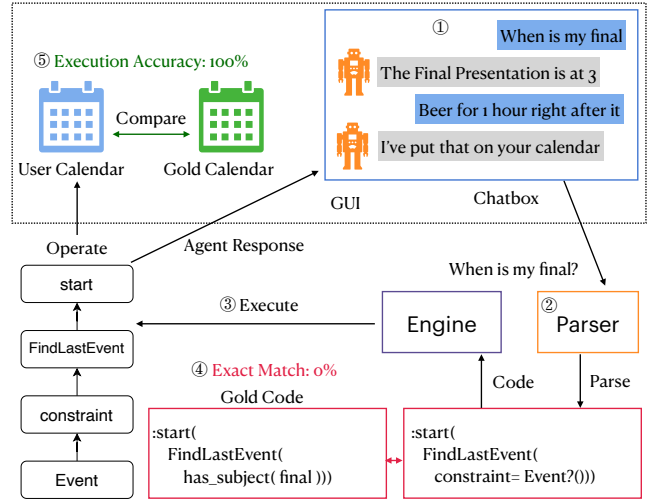 ①
When is my final
The Final Presentation is at 3
Beer for 1 hour right after it
I've put that on your calendar
⑤ Execution Accuracy: 100%
Compare
User Calendar
Gold Calendar
GUI
Chatbox
Operate
Agent Response
When is my final?
start
③ Execute
Engine
② Parser
FindLastEvent
④ Exact Match: 0%
Gold Code
Code
Parse
constraint
Event
:start(
FindLastEvent(
has_subject( final )))
:start(
FindLastEvent(
constraint= Event?()))